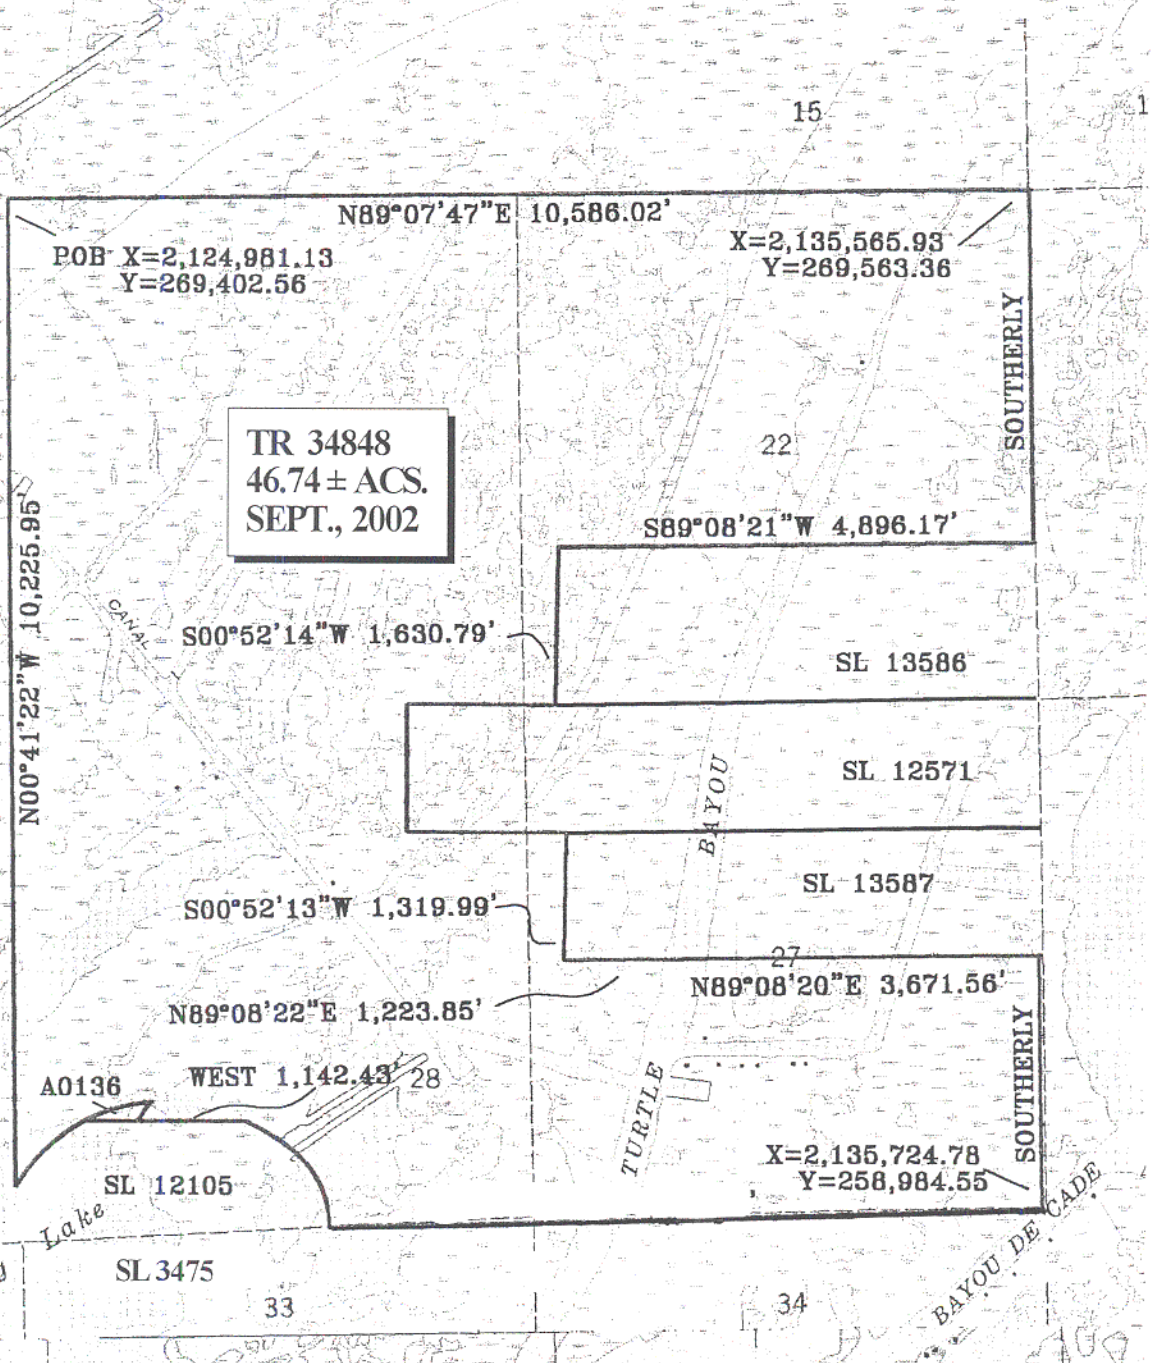 15
1
N89°07'47"E 10,586.02'
POB X=2,124,981.13
Y=269,402.56
X=2,135,565.93
Y=269,563.36
SOUTHERLY
TR 34848
46.74± ACS.
SEPT., 2002
22
S89°08'21"W 4,896.17'
N00°41'22"W 10,225.95'
CANAL
S00°52'14"W 1,630.79'
SL 13586
SL 12571
BAYOU
SL 13587
S00°52'13"W 1,319.99'
27
N89°08'20"E 3,671.56'
N89°08'22"E 1,223.85'
SOUTHERLY
A0136
WEST 1,142.43'
28
TURTLE
X=2,135,724.78
Y=258,984.55
SL 12105
Lake
BAYOU DE CADE
SL 3475
33
34